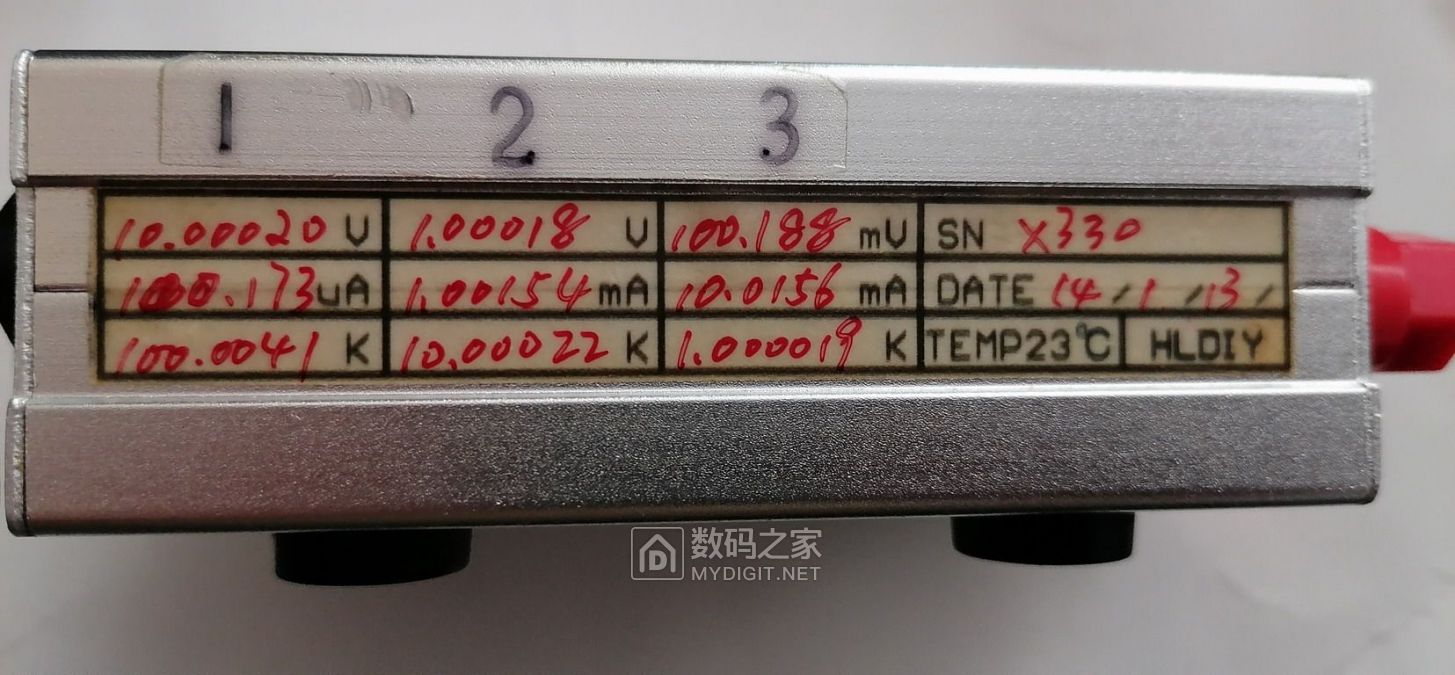 1 2 3
10.00020 V 1.00018 V 100.188 mV SN X330
100.173 uA 1.00154 mA 10.0156 mA DATE 14/1/13/
100.0041 K 10.00022 K 1.000019 K TEMP23℃ HLDIY
数码之家
MYDIGIT.NET